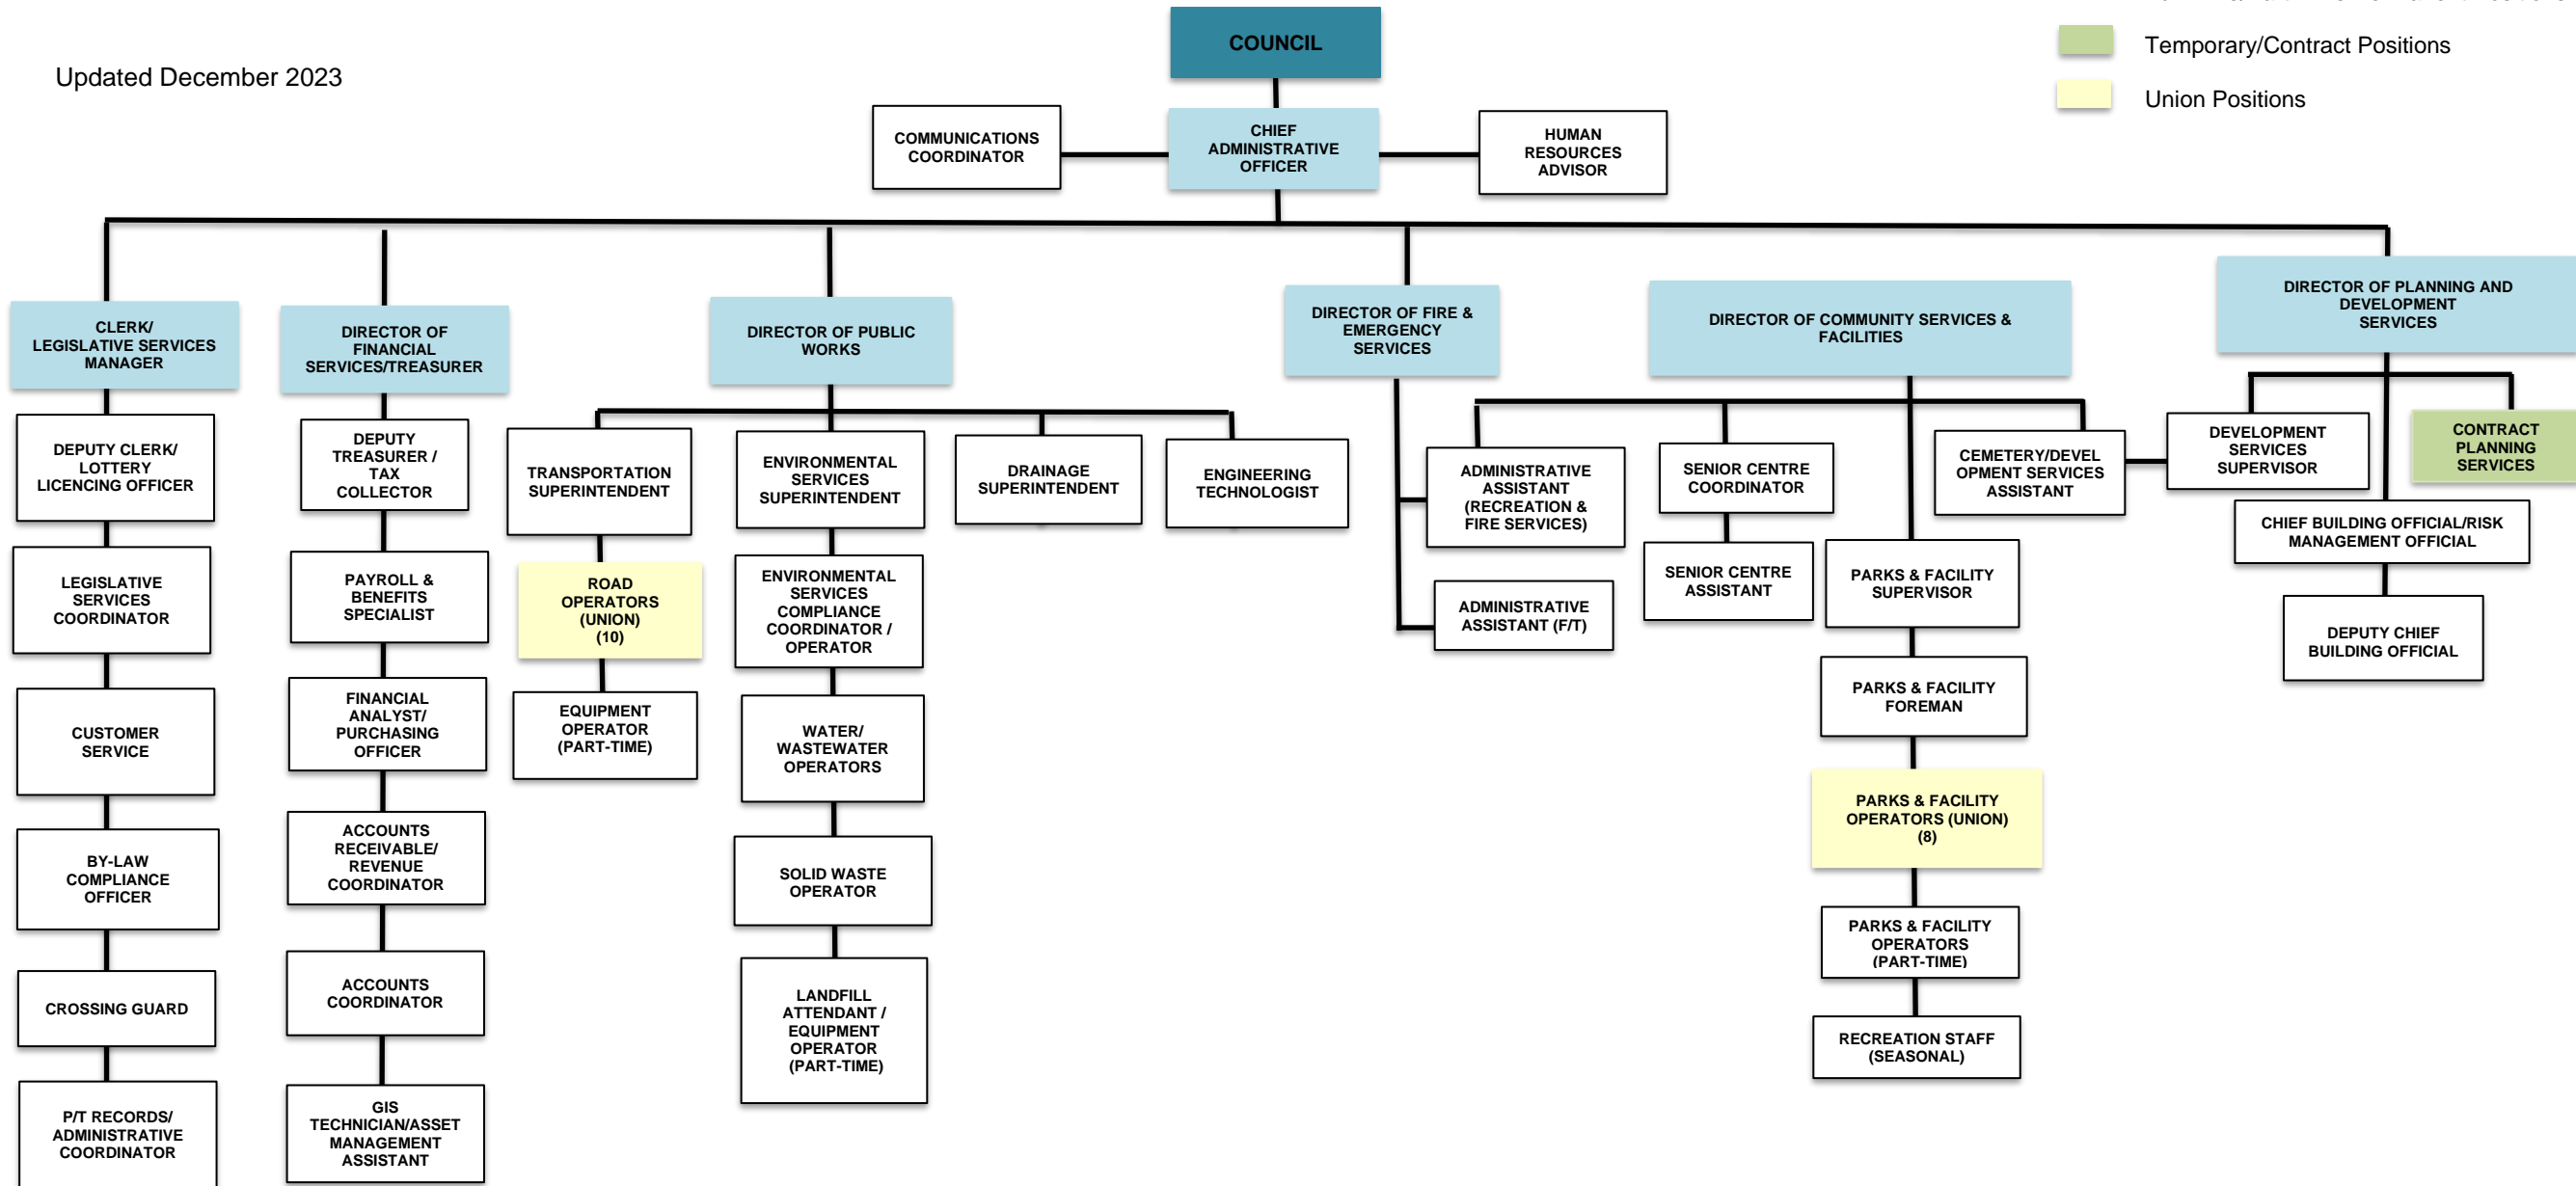 Updated December 2023
Temporary/Contract Positions
Union Positions
COUNCIL
COMMUNICATIONS
COORDINATOR
CHIEF
ADMINISTRATIVE
OFFICER
HUMAN
RESOURCES
ADVISOR
CLERK/
LEGISLATIVE SERVICES
MANAGER
DIRECTOR OF
FINANCIAL
SERVICES/TREASURER
DIRECTOR OF PUBLIC
WORKS
DIRECTOR OF FIRE &
EMERGENCY
SERVICES
DIRECTOR OF COMMUNITY SERVICES &
FACILITIES
DIRECTOR OF PLANNING AND
DEVELOPMENT
SERVICES
DEPUTY CLERK/
LOTTERY
LICENCING OFFICER
LEGISLATIVE
SERVICES
COORDINATOR
CUSTOMER
SERVICE
BY-LAW
COMPLIANCE
OFFICER
CROSSING GUARD
P/T RECORDS/
ADMINISTRATIVE
COORDINATOR
DEPUTY
TREASURER /
TAX
COLLECTOR
PAYROLL &
BENEFITS
SPECIALIST
FINANCIAL
ANALYST/
PURCHASING
OFFICER
ACCOUNTS
RECEIVABLE/
REVENUE
COORDINATOR
ACCOUNTS
COORDINATOR
GIS
TECHNICIAN/ASSET
MANAGEMENT
ASSISTANT
TRANSPORTATION
SUPERINTENDENT
ROAD
OPERATORS
(UNION)
(10)
EQUIPMENT
OPERATOR
(PART-TIME)
ENVIRONMENTAL
SERVICES
SUPERINTENDENT
ENVIRONMENTAL
SERVICES
COMPLIANCE
COORDINATOR /
OPERATOR
WATER/
WASTEWATER
OPERATORS
SOLID WASTE
OPERATOR
LANDFILL
ATTENDANT /
EQUIPMENT
OPERATOR
(PART-TIME)
DRAINAGE
SUPERINTENDENT
ENGINEERING
TECHNOLOGIST
ADMINISTRATIVE
ASSISTANT
(RECREATION &
FIRE SERVICES)
ADMINISTRATIVE
ASSISTANT (F/T)
SENIOR CENTRE
COORDINATOR
SENIOR CENTRE
ASSISTANT
PARKS & FACILITY
SUPERVISOR
PARKS & FACILITY
FOREMAN
PARKS & FACILITY
OPERATORS (UNION)
(8)
PARKS & FACILITY
OPERATORS
(PART-TIME)
RECREATION STAFF
(SEASONAL)
CEMETERY/DEVEL
OPMENT SERVICES
ASSISTANT
DEVELOPMENT
SERVICES
SUPERVISOR
CONTRACT
PLANNING
SERVICES
CHIEF BUILDING OFFICIAL/RISK
MANAGEMENT OFFICIAL
DEPUTY CHIEF
BUILDING OFFICIAL